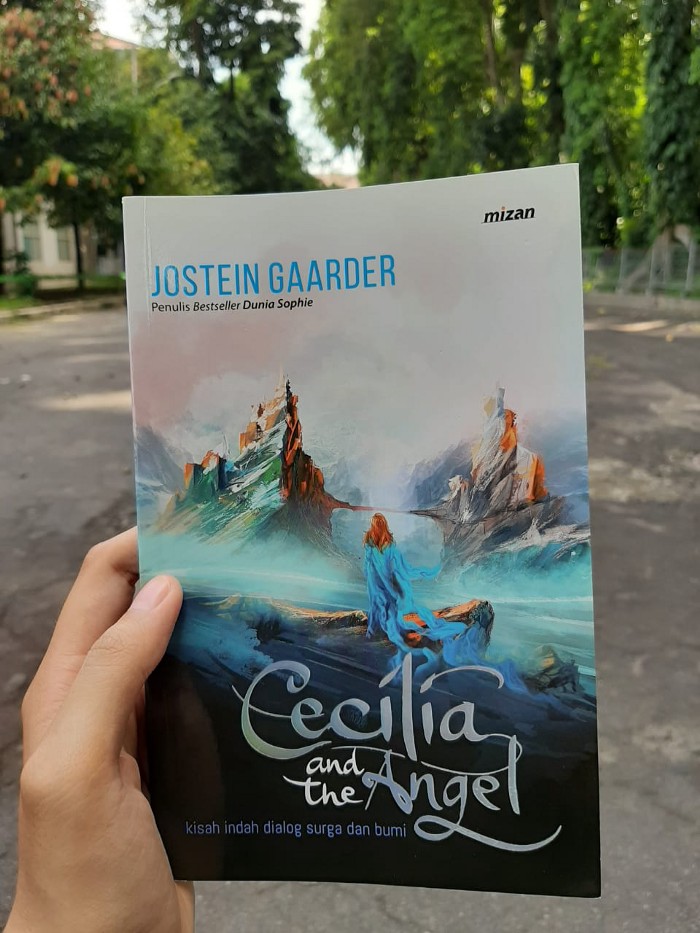 mizan
JOSTEIN GAARDER
Penulis Bestseller Dunia Sophie
Cecilia
and
the Angel
kisah indah dialog surga dan bumi